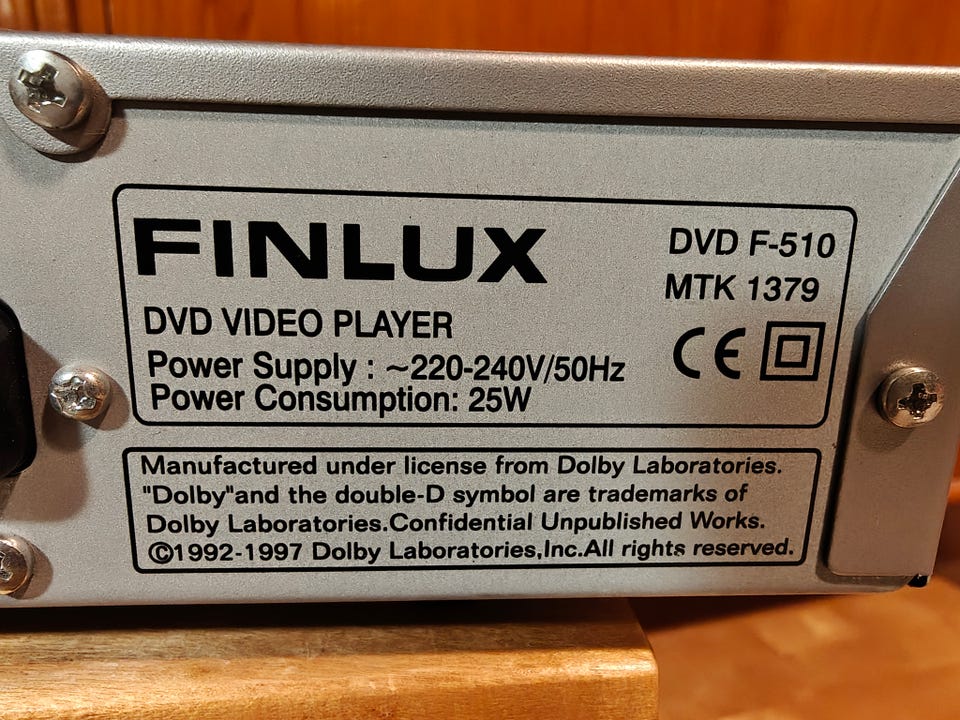 FINLUX
DVD F-510
MTK 1379
DVD VIDEO PLAYER
Power Supply : ~220-240V/50Hz
Power Consumption: 25W
CE
Manufactured under license from Dolby Laboratories.
"Dolby"and the double-D symbol are trademarks of
Dolby Laboratories.Confidential Unpublished Works.
©1992-1997 Dolby Laboratories,Inc.All rights reserved.